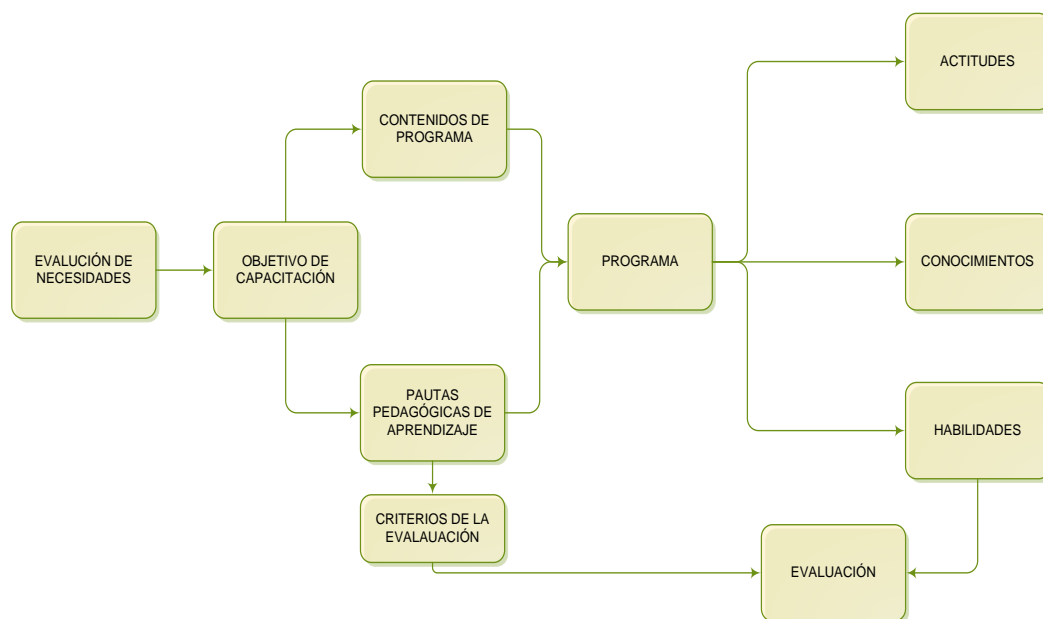 ACTITUDES
CONTENIDOS DE
PROGRAMA
EVALUCIÓN DE
NECESIDADES
OBJETIVO DE
CAPACITACIÓN
PROGRAMA
CONOCIMIENTOS
PAUTAS
PEDAGÓGICAS DE
APRENDIZAJE
HABILIDADES
CRITERIOS DE LA
EVALAUACIÓN
EVALUACIÓN